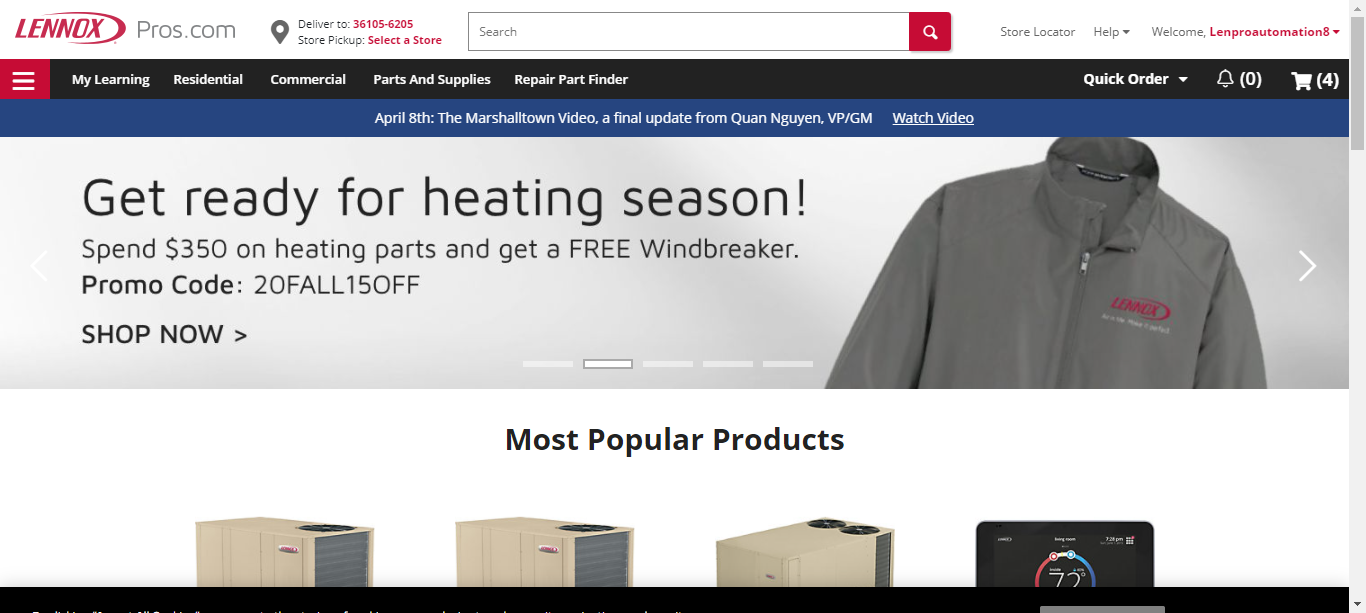 LENNOX Pros.com
Deliver to: 36105-6205
Store Pickup: Select a Store
Search
Store Locator
Help
Welcome, Lenproautomation8
My Learning
Residential
Commercial
Parts And Supplies
Repair Part Finder
Quick Order
(0)
(4)
April 8th: The Marshalltown Video, a final update from Quan Nguyen, VP/GM Watch Video
Get ready for heating season!
Spend $350 on heating parts and get a FREE Windbreaker.
Promo Code: 20FALL15OFF
SHOP NOW >
LENNOX
Most Popular Products
LENNOX
LENNOX
living room
7:28 pm
inside
72°